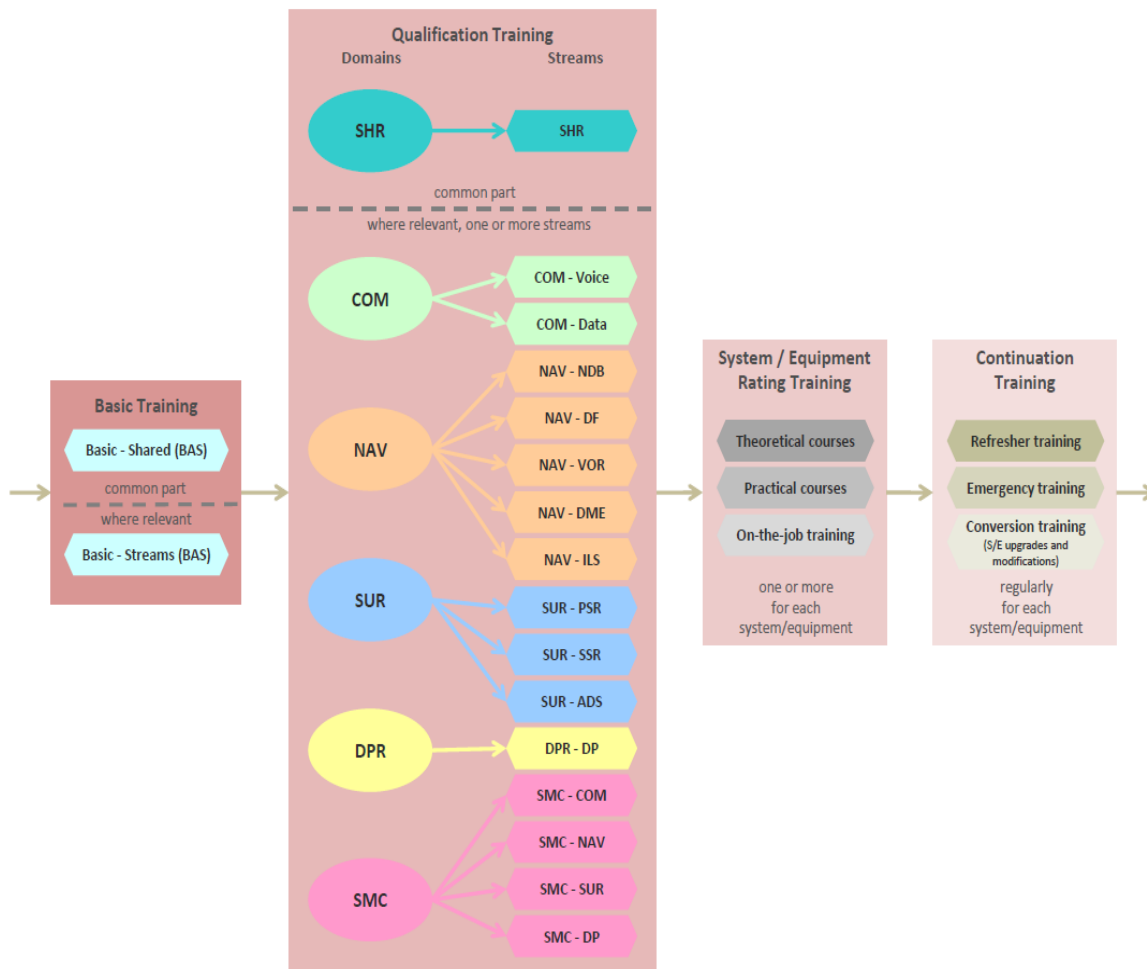 Basic Training
Basic - Shared (BAS)
common part
where relevant
Basic - Streams (BAS)
Qualification Training
Domains
Streams
SHR
SHR
common part
where relevant, one or more streams
COM
COM - Voice
COM - Data
NAV
NAV - NDB
NAV - DF
NAV - VOR
NAV - DME
NAV - ILS
SUR
SUR - PSR
SUR - SSR
SUR - ADS
DPR
DPR - DP
SMC
SMC - COM
SMC - NAV
SMC - SUR
SMC - DP
System / Equipment
Rating Training
Theoretical courses
Practical courses
On-the-job training
one or more
for each
system/equipment
Continuation
Training
Refresher training
Emergency training
Conversion training
(S/E upgrades and
modifications)
regularly
for each
system/equipment